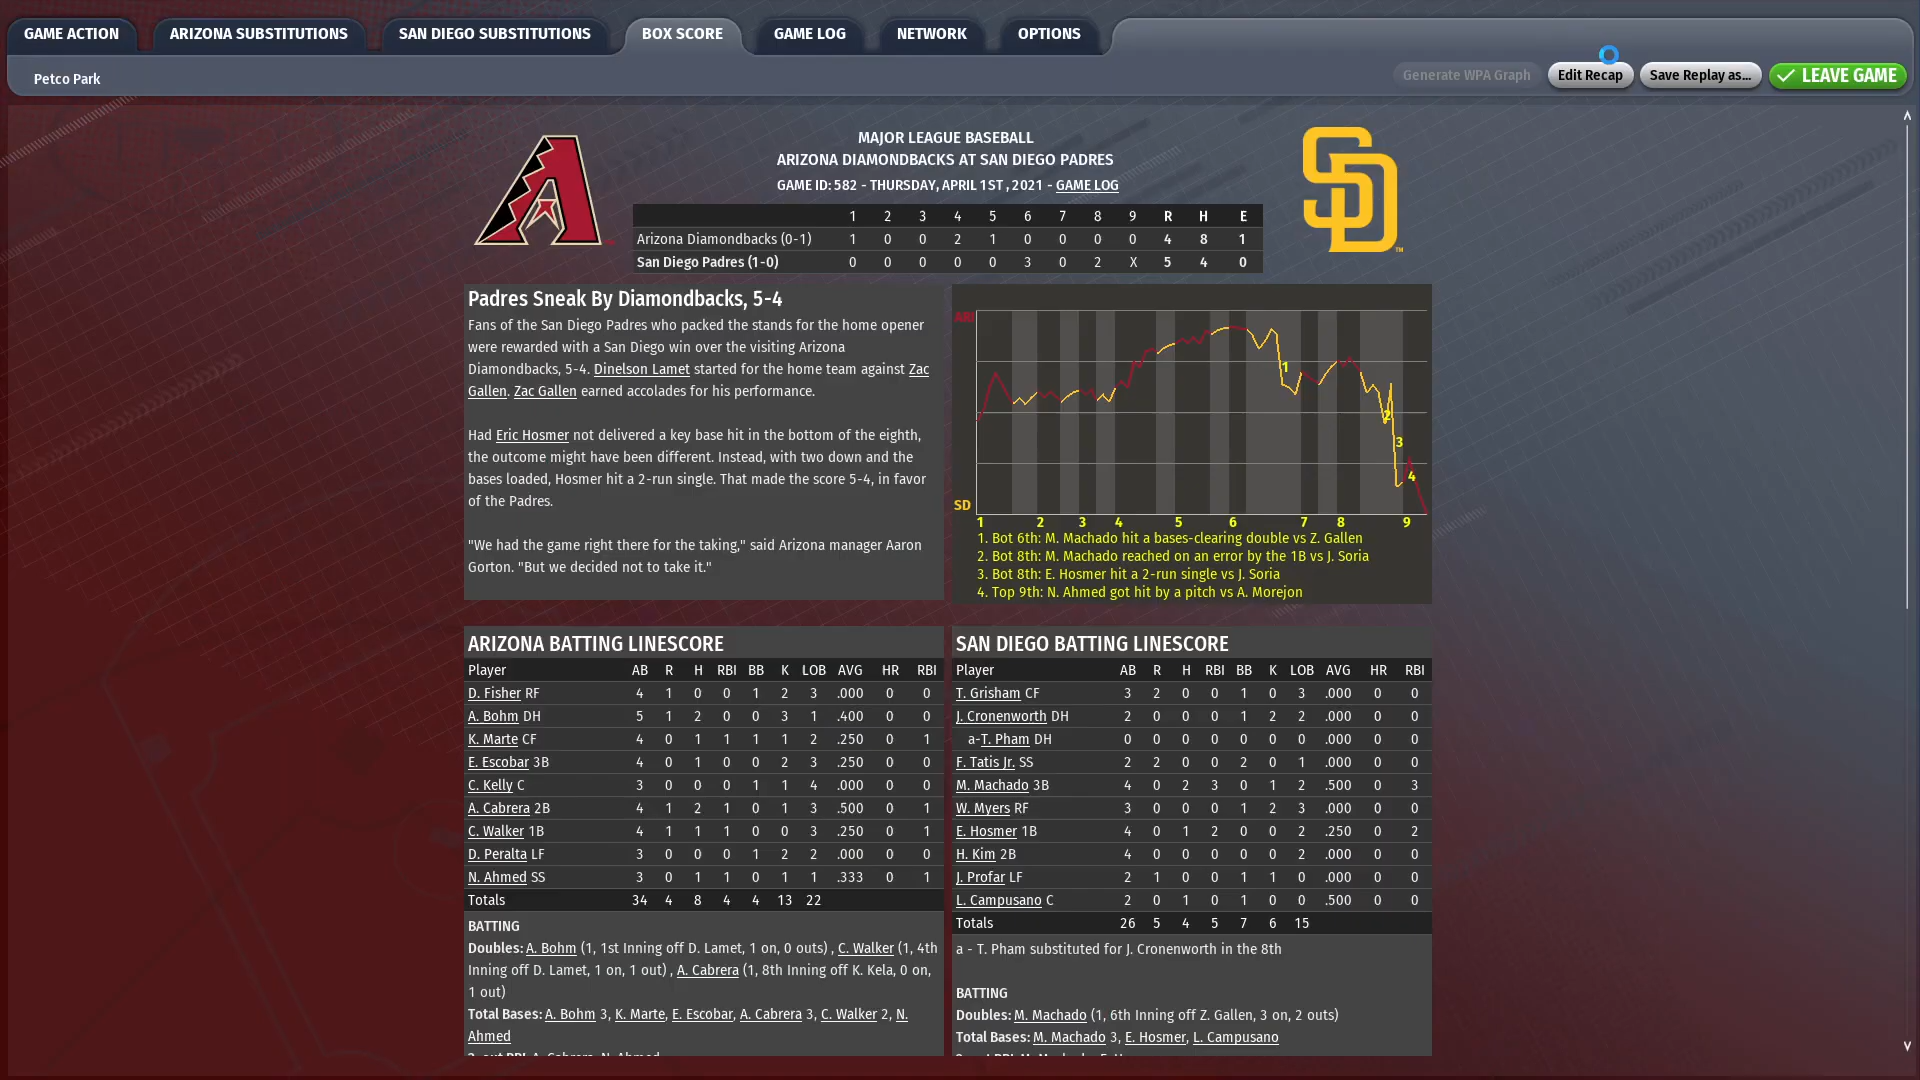 GAME ACTION ARIZONA SUBSTITUTIONS SAN DIEGO SUBSTITUTIONS BOX SCORE GAME LOG NETWORK OPTIONS
Petco Park Generate WPA Graph Edit Recap Save Replay as... LEAVE GAME
MAJOR LEAGUE BASEBALL
ARIZONA DIAMONDBACKS AT SAN DIEGO PADRES
GAME ID: 582 - THURSDAY, APRIL 1ST , 2021 - GAME LOG
1 2 3 4 5 6 7 8 9 R H E
Arizona Diamondbacks (0-1) 1 0 0 2 1 0 0 0 0 4 8 1
San Diego Padres (1-0) 0 0 0 0 0 3 0 2 X 5 4 0
Padres Sneak By Diamondbacks, 5-4
Fans of the San Diego Padres who packed the stands for the home opener
were rewarded with a San Diego win over the visiting Arizona
Diamondbacks, 5-4. Dinelson Lamet started for the home team against Zac
Gallen. Zac Gallen earned accolades for his performance.
Had Eric Hosmer not delivered a key base hit in the bottom of the eighth,
the outcome might have been different. Instead, with two down and the
bases loaded, Hosmer hit a 2-run single. That made the score 5-4, in favor
of the Padres.
"We had the game right there for the taking," said Arizona manager Aaron
Gorton. "But we decided not to take it."
ARI
1
2
3
4
SD
1 2 3 4 5 6 7 8 9
1. Bot 6th: M. Machado hit a bases-clearing double vs Z. Gallen
2. Bot 8th: M. Machado reached on an error by the 1B vs J. Soria
3. Bot 8th: E. Hosmer hit a 2-run single vs J. Soria
4. Top 9th: N. Ahmed got hit by a pitch vs A. Morejon
ARIZONA BATTING LINESCORE
Player AB R H RBI BB K LOB AVG HR RBI
D. Fisher RF 4 1 0 0 1 2 3 .000 0 0
A. Bohm DH 5 1 2 0 0 3 1 .400 0 0
K. Marte CF 4 0 1 1 1 1 2 .250 0 1
E. Escobar 3B 4 0 1 0 0 2 3 .250 0 0
C. Kelly C 3 0 0 0 1 1 4 .000 0 0
A. Cabrera 2B 4 1 2 1 0 1 3 .500 0 1
C. Walker 1B 4 1 1 1 0 0 3 .250 0 1
D. Peralta LF 3 0 0 0 1 2 2 .000 0 0
N. Ahmed SS 3 0 1 1 0 1 1 .333 0 1
Totals 34 4 8 4 4 13 22
BATTING
Doubles: A. Bohm (1, 1st Inning off D. Lamet, 1 on, 0 outs) , C. Walker (1, 4th
Inning off D. Lamet, 1 on, 1 out) , A. Cabrera (1, 8th Inning off K. Kela, 0 on,
1 out)
Total Bases: A. Bohm 3, K. Marte, E. Escobar, A. Cabrera 3, C. Walker 2, N.
Ahmed
SAN DIEGO BATTING LINESCORE
Player AB R H RBI BB K LOB AVG HR RBI
T. Grisham CF 3 2 0 0 1 0 3 .000 0 0
J. Cronenworth DH 2 0 0 0 1 2 2 .000 0 0
a-T. Pham DH 0 0 0 0 0 0 0 .000 0 0
F. Tatis Jr. SS 2 2 0 0 2 0 1 .000 0 0
M. Machado 3B 4 0 2 3 0 1 2 .500 0 3
W. Myers RF 3 0 0 0 1 2 3 .000 0 0
E. Hosmer 1B 4 0 1 2 0 0 2 .250 0 2
H. Kim 2B 4 0 0 0 0 0 2 .000 0 0
J. Profar LF 2 1 0 0 1 1 0 .000 0 0
L. Campusano C 2 0 1 0 1 0 0 .500 0 0
Totals 26 5 4 5 7 6 15
a - T. Pham substituted for J. Cronenworth in the 8th
BATTING
Doubles: M. Machado (1, 6th Inning off Z. Gallen, 3 on, 2 outs)
Total Bases: M. Machado 3, E. Hosmer, L. Campusano